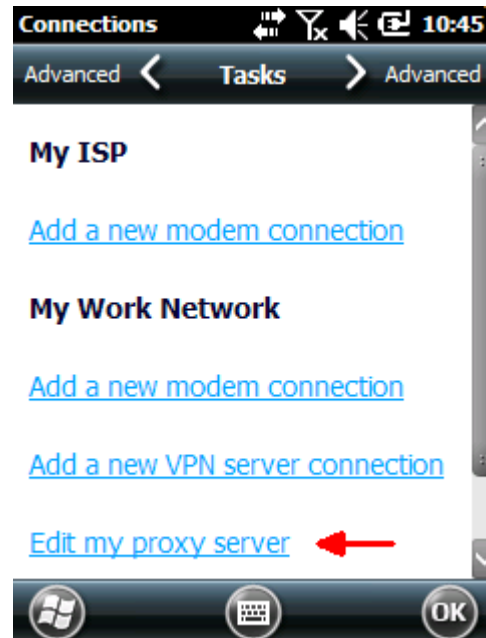 Connections 10:45
Advanced Tasks Advanced
My ISP
Add a new modem connection
My Work Network
Add a new modem connection
Add a new VPN server connection
Edit my proxy server
OK